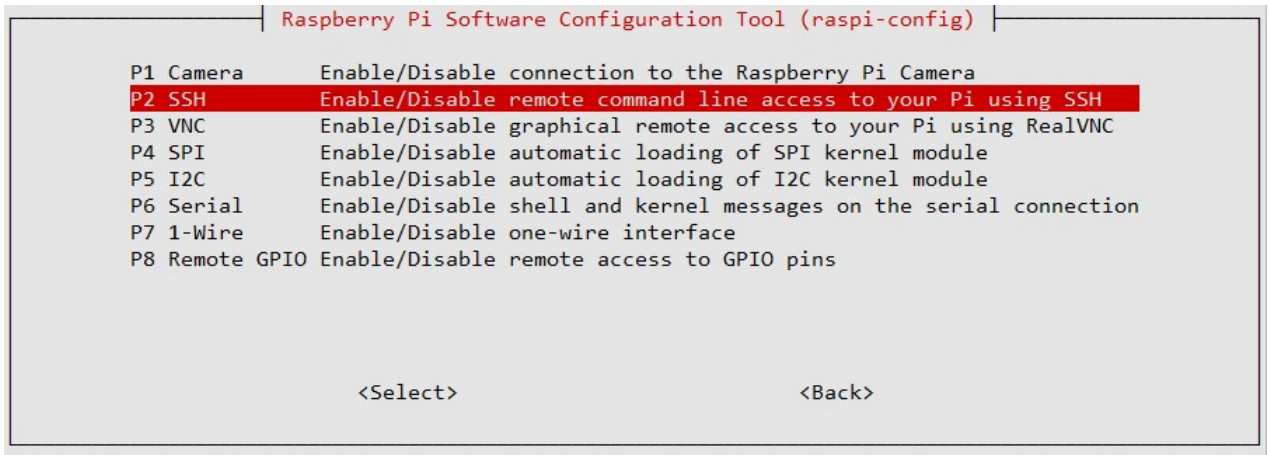 Raspberry Pi Software Configuration Tool (raspi-config)
P1 Camera Enable/Disable connection to the Raspberry Pi Camera
P2 SSH Enable/Disable remote command line access to your Pi using SSH
P3 VNC Enable/Disable graphical remote access to your Pi using RealVNC
P4 SPI Enable/Disable automatic loading of SPI kernel module
P5 I2C Enable/Disable automatic loading of I2C kernel module
P6 Serial Enable/Disable shell and kernel messages on the serial connection
P7 1-Wire Enable/Disable one-wire interface
P8 Remote GPIO Enable/Disable remote access to GPIO pins
<Select> <Back>